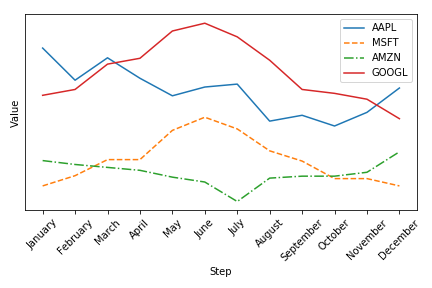 AAPL
MSFT
AMZN
GOOGL
Value
January
February
March
April
May
June
July
August
September
October
November
December
Step